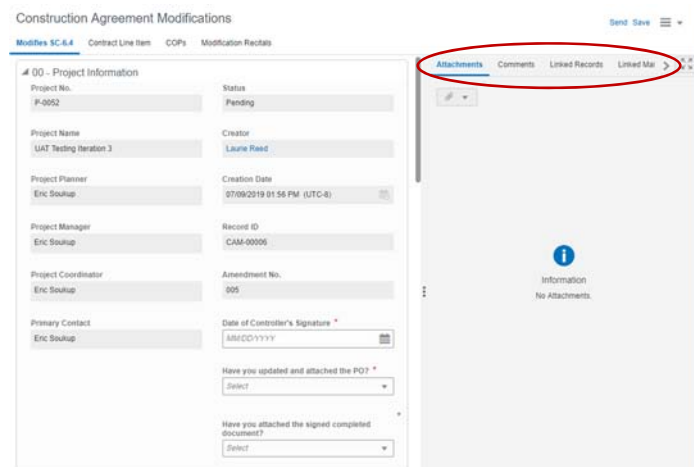 Construction Agreement Modifications
Send Save
Modifies SC-6.4 Contract Line Item COPs Modification Recitals
Attachments Comments Linked Records Linked Mai
00 - Project Information
Project No. Status
P-0052 Pending
Project Name Creator
UAT Testing Iteration 3 Laurie Reed
Project Planner Creation Date
Eric Soukup 07/09/2019 01:56 PM (UTC-8)
Project Manager Record ID
Eric Soukup CAM-00006
Project Coordinator Amendment No.
Eric Soukup 005
Primary Contact Date of Controller's Signature *
Eric Soukup MM/DD/YYYY
Have you updated and attached the PO? *
Select
Have you attached the signed completed *
document?
Select
Information
No Attachments.